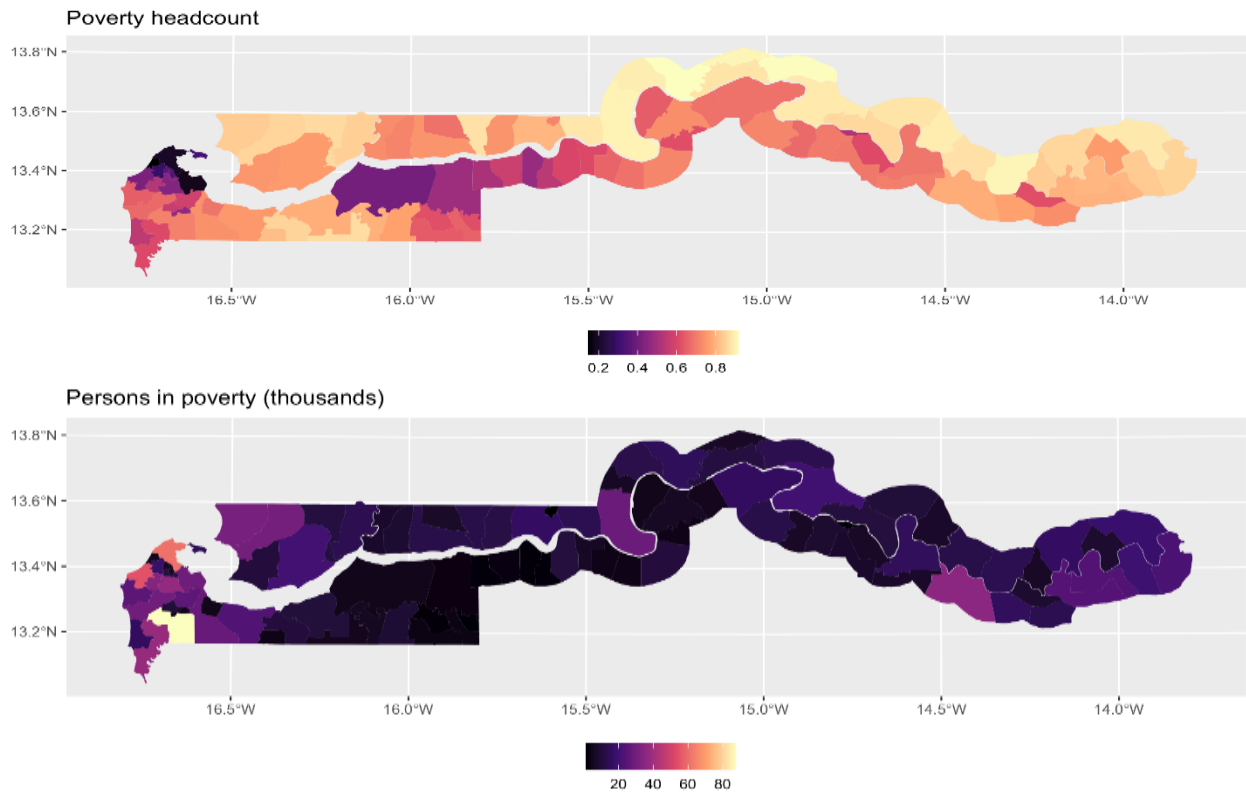 Poverty headcount
13.8°N
13.6°N
13.4°N
13.2°N
16.5°W 16.0°W 15.5°W 15.0°W 14.5°W 14.0°W
0.2 0.4 0.6 0.8
Persons in poverty (thousands)
13.8°N
13.6°N
13.4°N
13.2°N
16.5°W 16.0°W 15.5°W 15.0°W 14.5°W 14.0°W
20 40 60 80